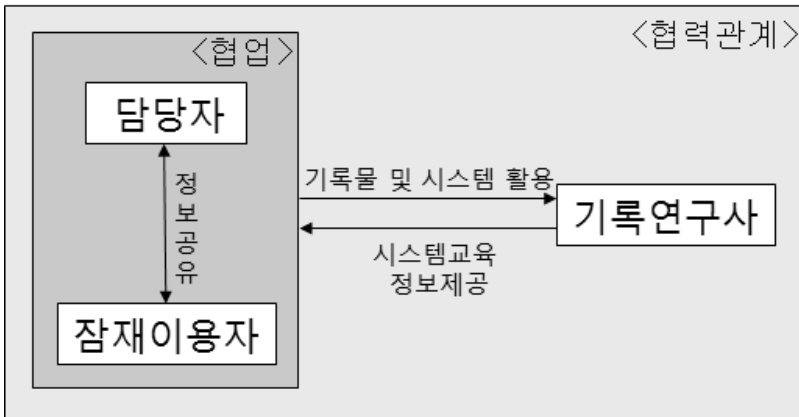 <협력관계>
<협업>
담당자
정보공유
잠재이용자
기록물 및 시스템 활용
시스템교육
정보제공
기록연구사